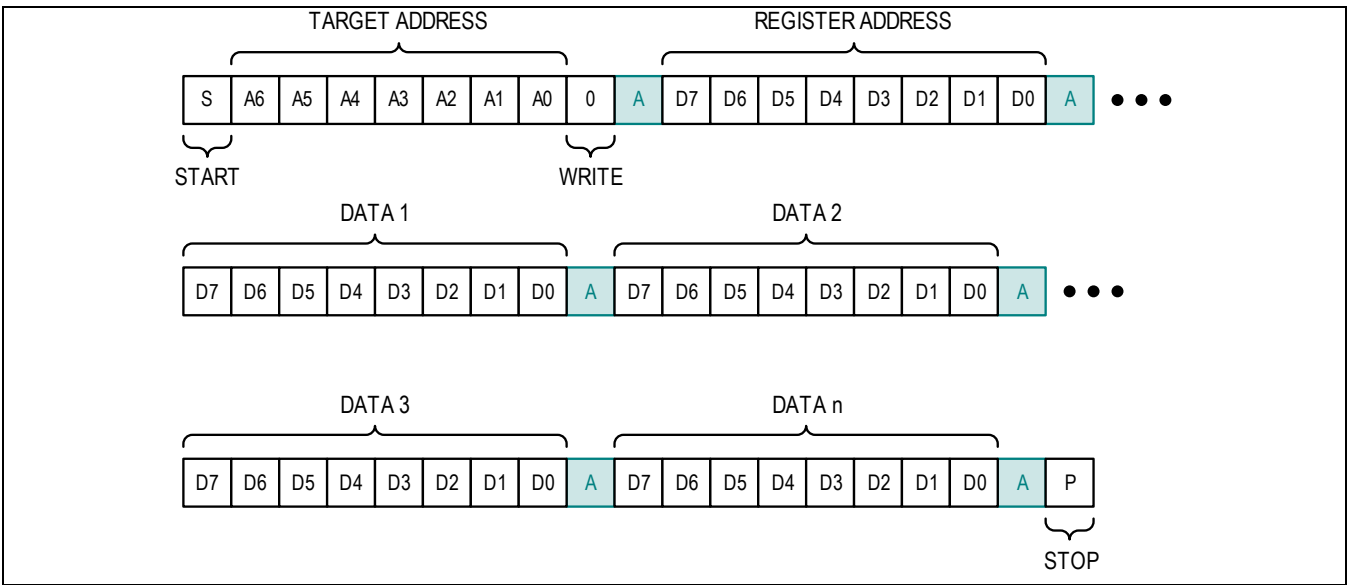 TARGET ADDRESS REGISTER ADDRESS
S A6 A5 A4 A3 A2 A1 A0 0 A D7 D6 D5 D4 D3 D2 D1 D0 A
START WRITE
DATA 1 DATA 2
D7 D6 D5 D4 D3 D2 D1 D0 A D7 D6 D5 D4 D3 D2 D1 D0 A
DATA 3 DATA n
D7 D6 D5 D4 D3 D2 D1 D0 A D7 D6 D5 D4 D3 D2 D1 D0 A P
STOP